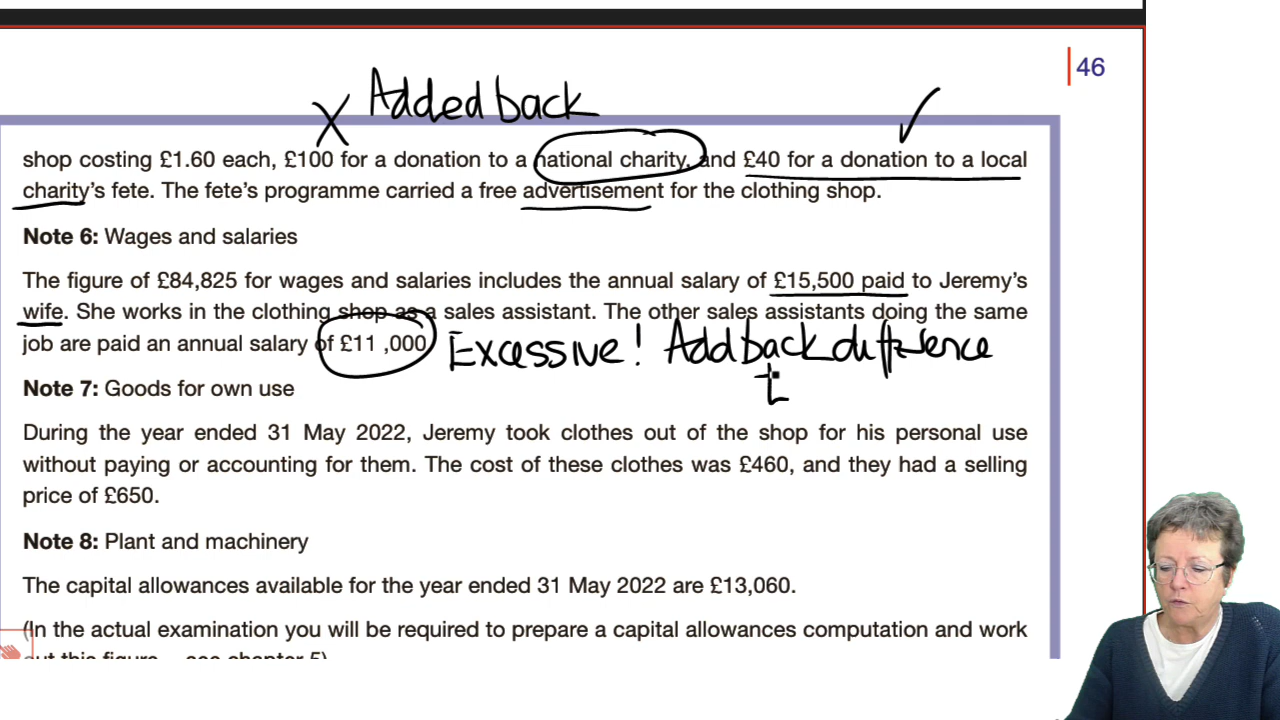 46
X Added back ✓
shop costing £1.60 each, £100 for a donation to a national charity, and £40 for a donation to a local
charity's fete. The fete's programme carried a free advertisement for the clothing shop.
Note 6: Wages and salaries
The figure of £84,825 for wages and salaries includes the annual salary of £15,500 paid to Jeremy's
wife. She works in the clothing shop as a sales assistant. The other sales assistants doing the same
job are paid an annual salary of £11 ,000 Excessive! Add back difference
Note 7: Goods for own use
During the year ended 31 May 2022, Jeremy took clothes out of the shop for his personal use
without paying or accounting for them. The cost of these clothes was £460, and they had a selling
price of £650.
Note 8: Plant and machinery
The capital allowances available for the year ended 31 May 2022 are £13,060.
(In the actual examination you will be required to prepare a capital allowances computation and work
out this figure – see chapter 5)